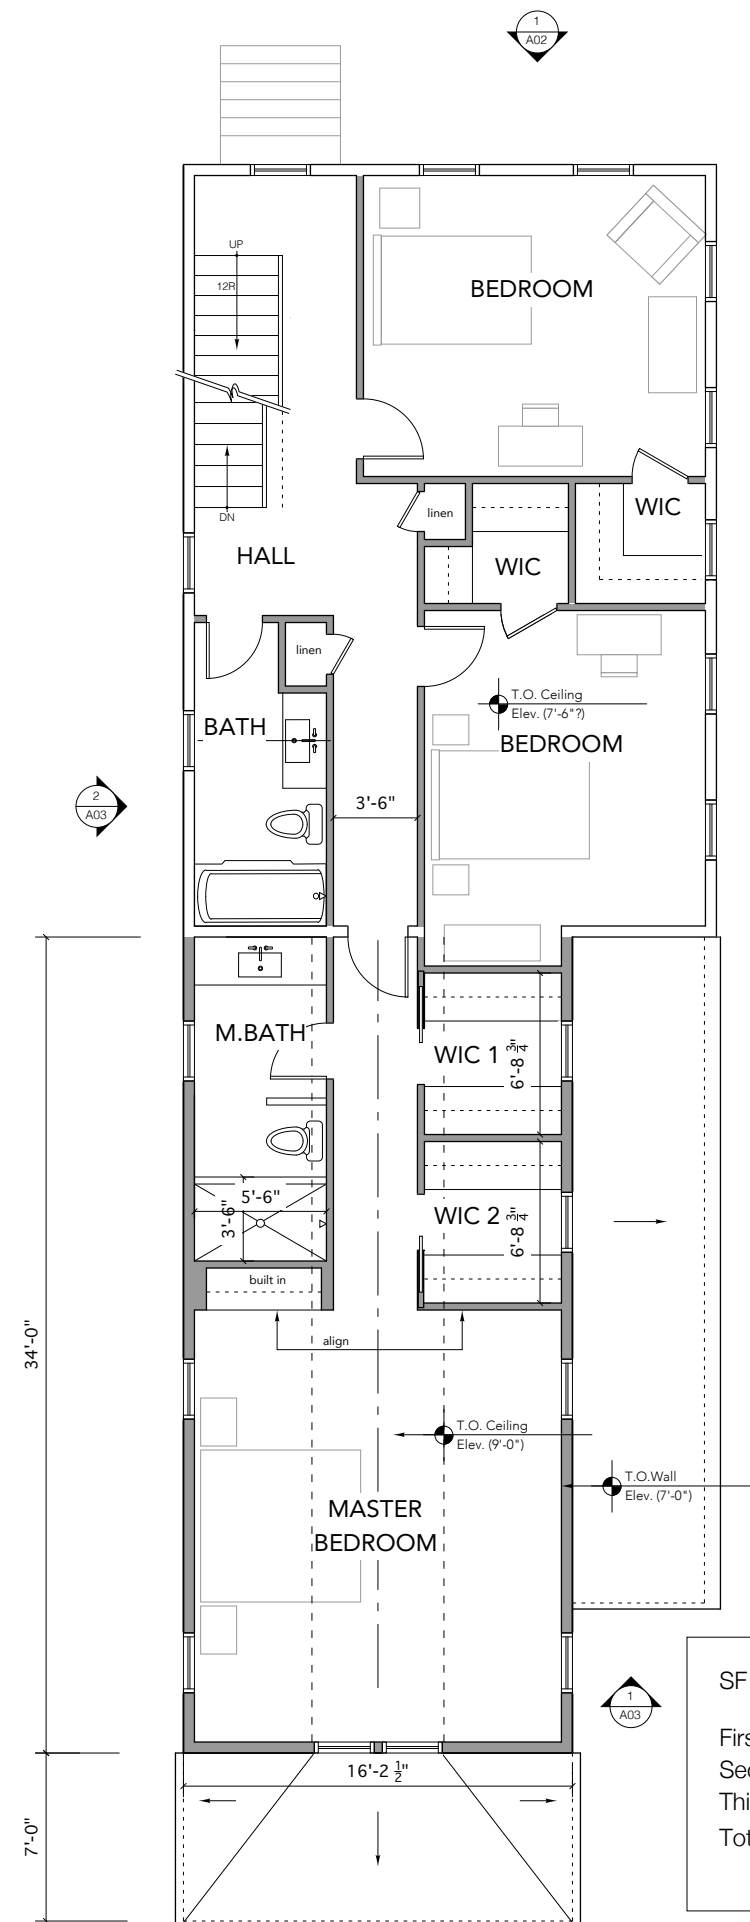 1
A02
UP
12R
BEDROOM
DN
linen
WIC
HALL
WIC
linen
T.O. Ceiling
Elev. (7'-6"?)
BATH
BEDROOM
2
A03
3'-6"
M.BATH
WIC 1
6'-8 3/4"
5'-6"
3'-6"
WIC 2
6'-8 3/4"
built in
align
34'-0"
T.O. Ceiling
Elev. (9'-0")
T.O.Wall
Elev. (7'-0")
MASTER
BEDROOM
1
A03
SF
16'-2 1/2"
7'-0"